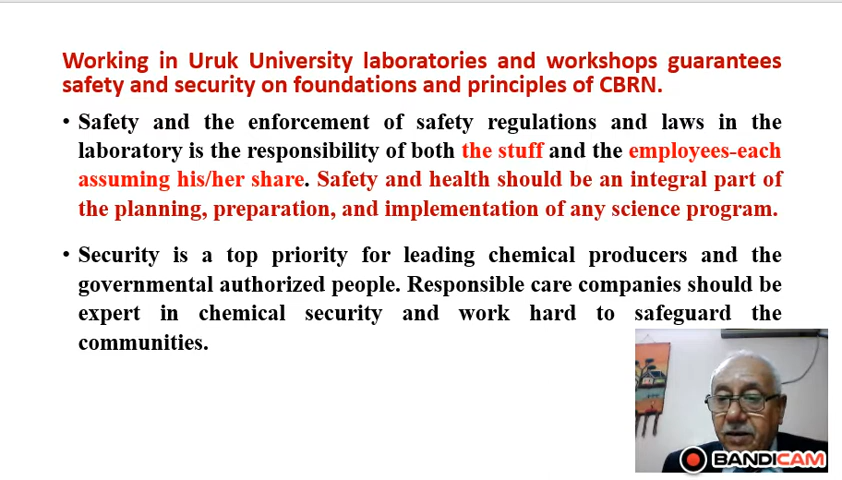 Working in Uruk University laboratories and workshops guarantees
safety and security on foundations and principles of CBRN.
• Safety and the enforcement of safety regulations and laws in the
laboratory is the responsibility of both the stuff and the employees-each
assuming his/her share. Safety and health should be an integral part of
the planning, preparation, and implementation of any science program.
• Security is a top priority for leading chemical producers and the
governmental authorized people. Responsible care companies should be
expert in chemical security and work hard to safeguard the
communities.
BANDICAM